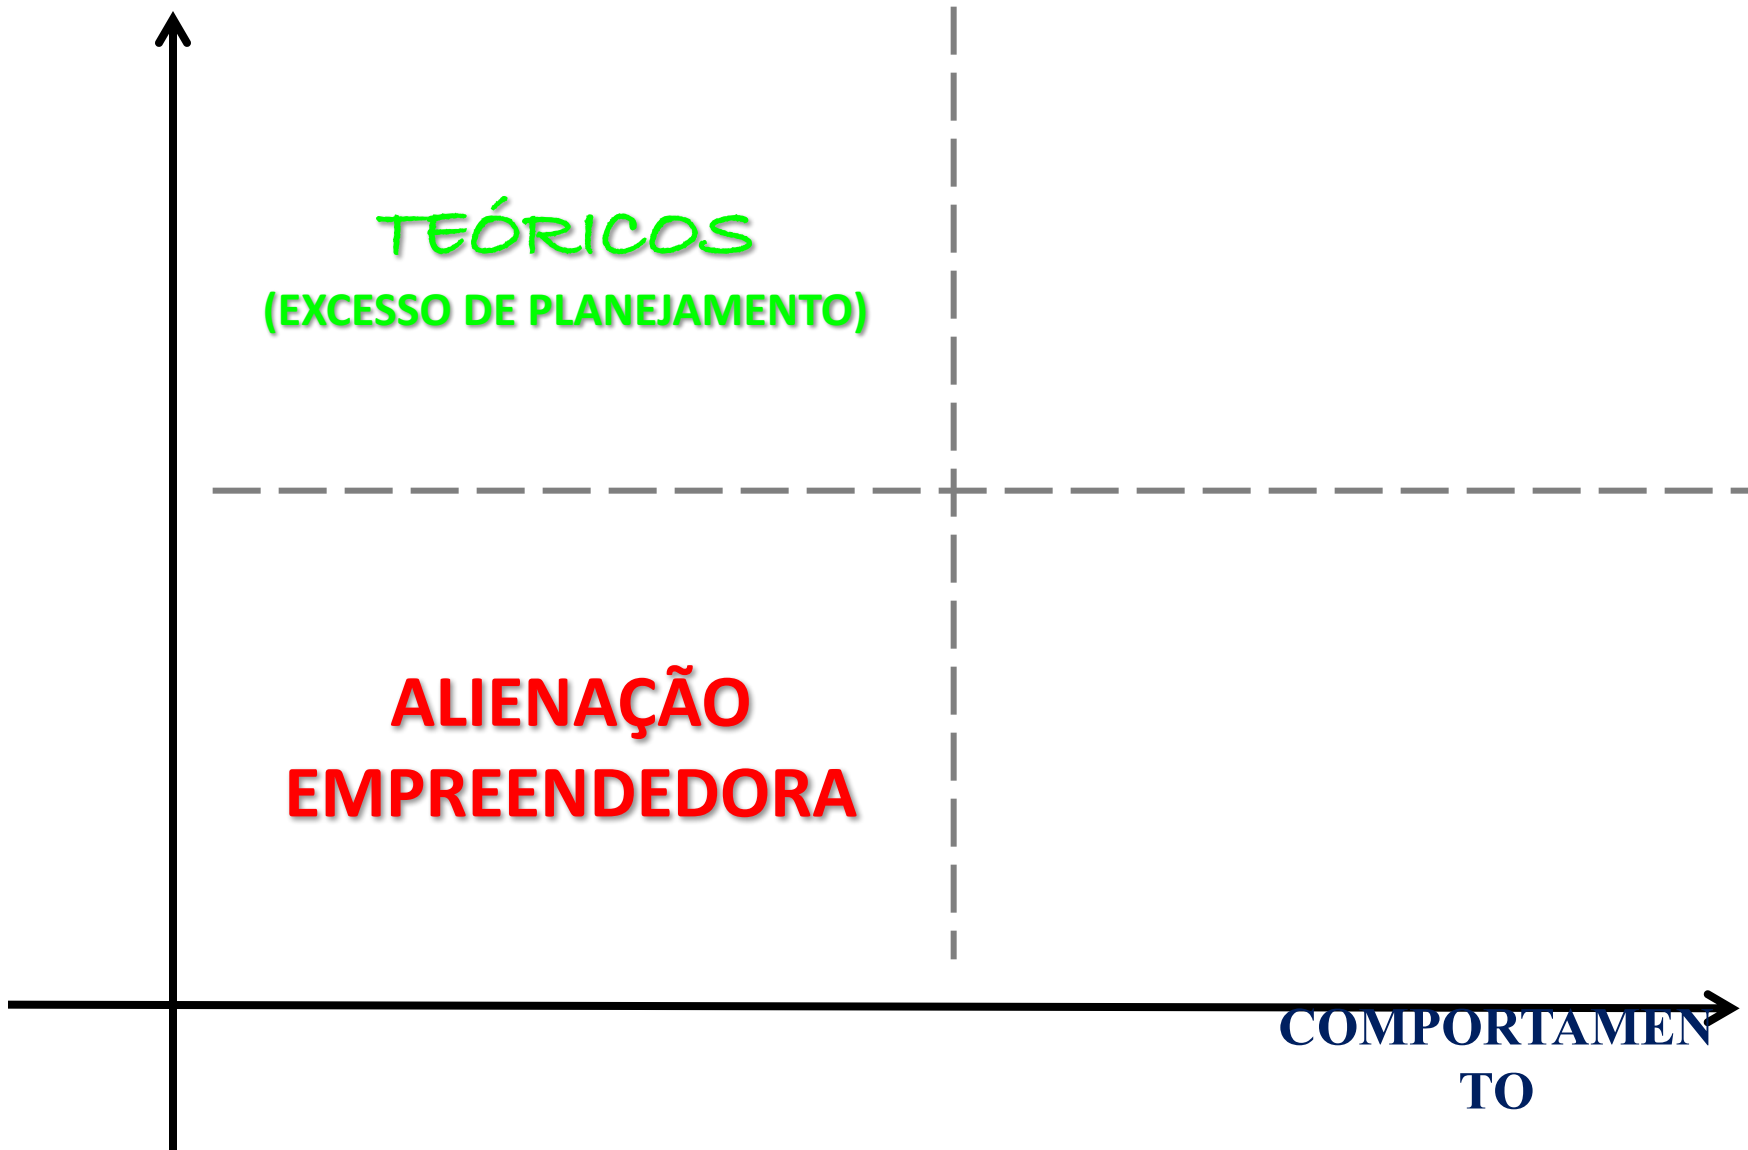 TEÓRICOS
(EXCESSO DE PLANEJAMENTO)
ALIENAÇÃO
EMPREENDEDORA
COMPORTAMEN
TO